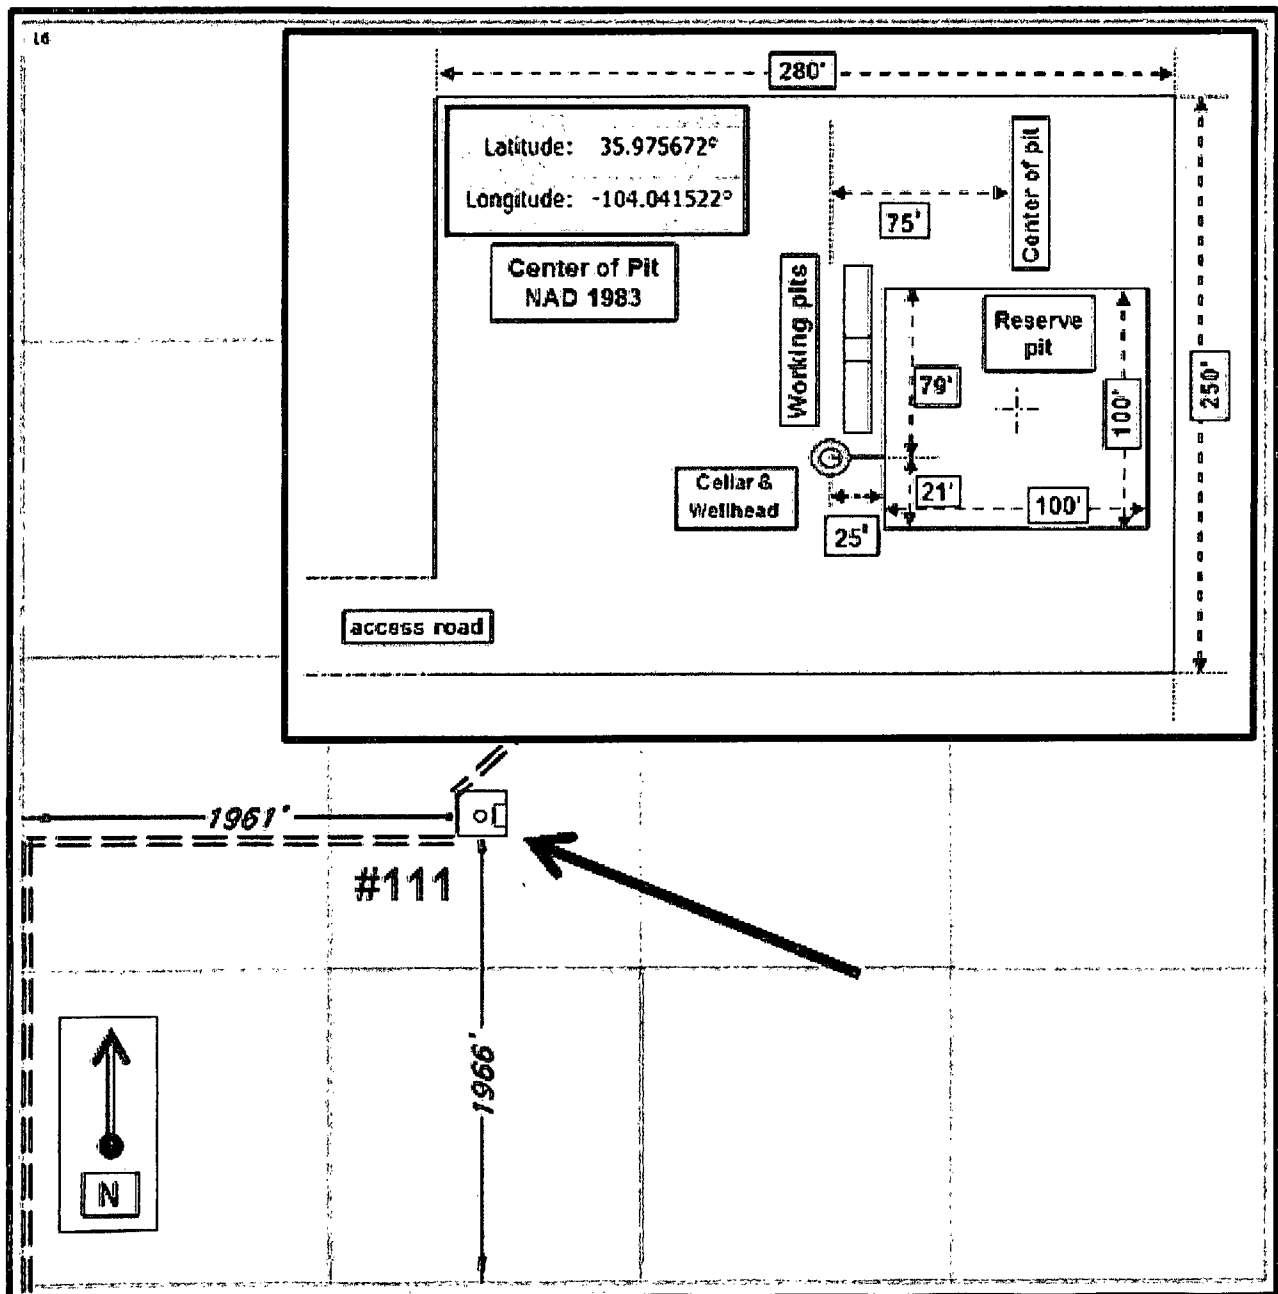 16
280'
Latitude: 35.975672°
Longitude: -104.041522°
Center of Pit
NAD 1983
75'
Center of pit
Working pits
Reserve
pit
79'
100'
250'
Cellar &
Wellhead
21'
100'
25'
access road
1961'
#111
1966'
N